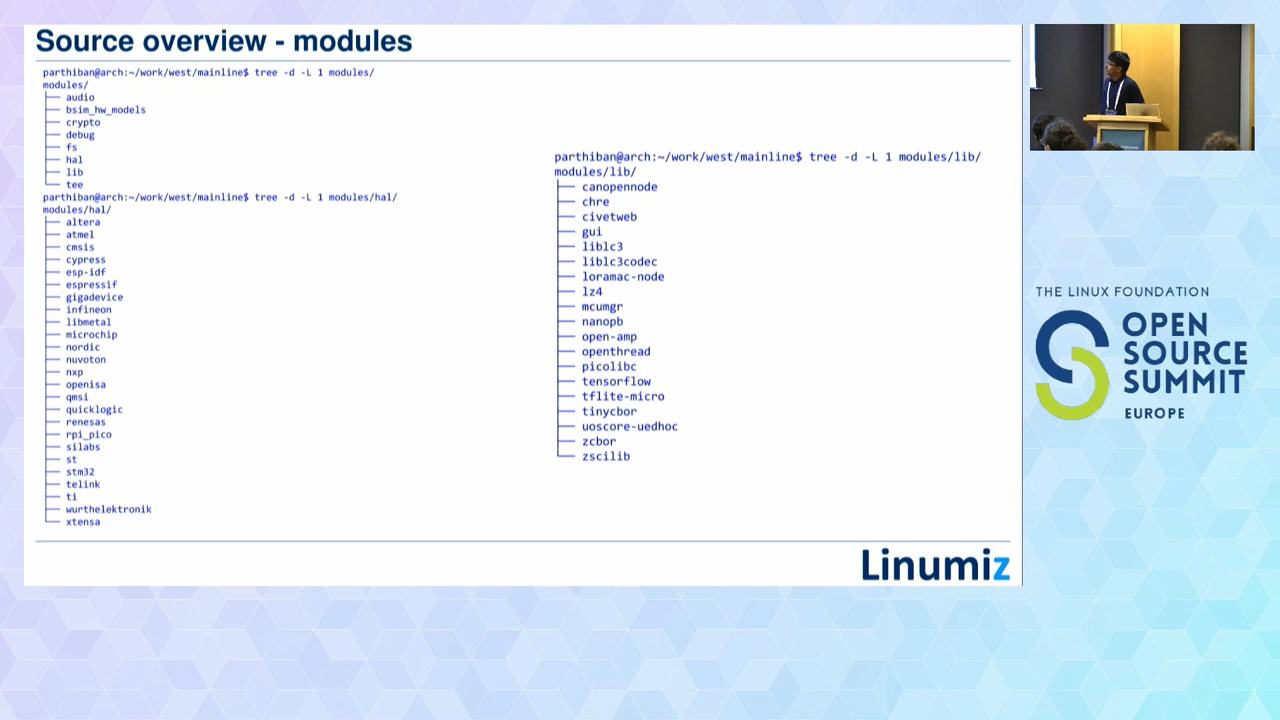 Source overview - modules
parthiban@arch:~/work/west/mainline$ tree -d -L 1 modules/
modules/
├── audio
├── bsim_hw_models
├── crypto
├── debug
├── fs
├── hal
├── lib
└── tee
parthiban@arch:~/work/west/mainline$ tree -d -L 1 modules/hal/
modules/hal/
├── altera
├── atmel
├── cmsis
├── cypress
├── esp-idf
├── espressif
├── gigadevice
├── infineon
├── libmetal
├── microchip
├── nordic
├── nuvoton
├── nxp
├── openisa
├── qmsi
├── quicklogic
├── renesas
├── rpi_pico
├── silabs
├── st
├── stm32
├── telink
├── ti
├── wurthelektronik
└── xtensa
parthiban@arch:~/work/west/mainline$ tree -d -L 1 modules/lib/
modules/lib/
├── canopennode
├── chre
├── civetweb
├── gui
├── liblc3
├── liblc3codec
├── loramac-node
├── lz4
├── mcumgr
├── nanopb
├── open-amp
├── openthread
├── picolibc
├── tensorflow
├── tflite-micro
├── tinycbor
├── uoscore-uedhoc
├── zcbor
└── zscilib
Linumiz
THE LINUX FOUNDATION
OPEN
SOURCE
SUMMIT
EUROPE